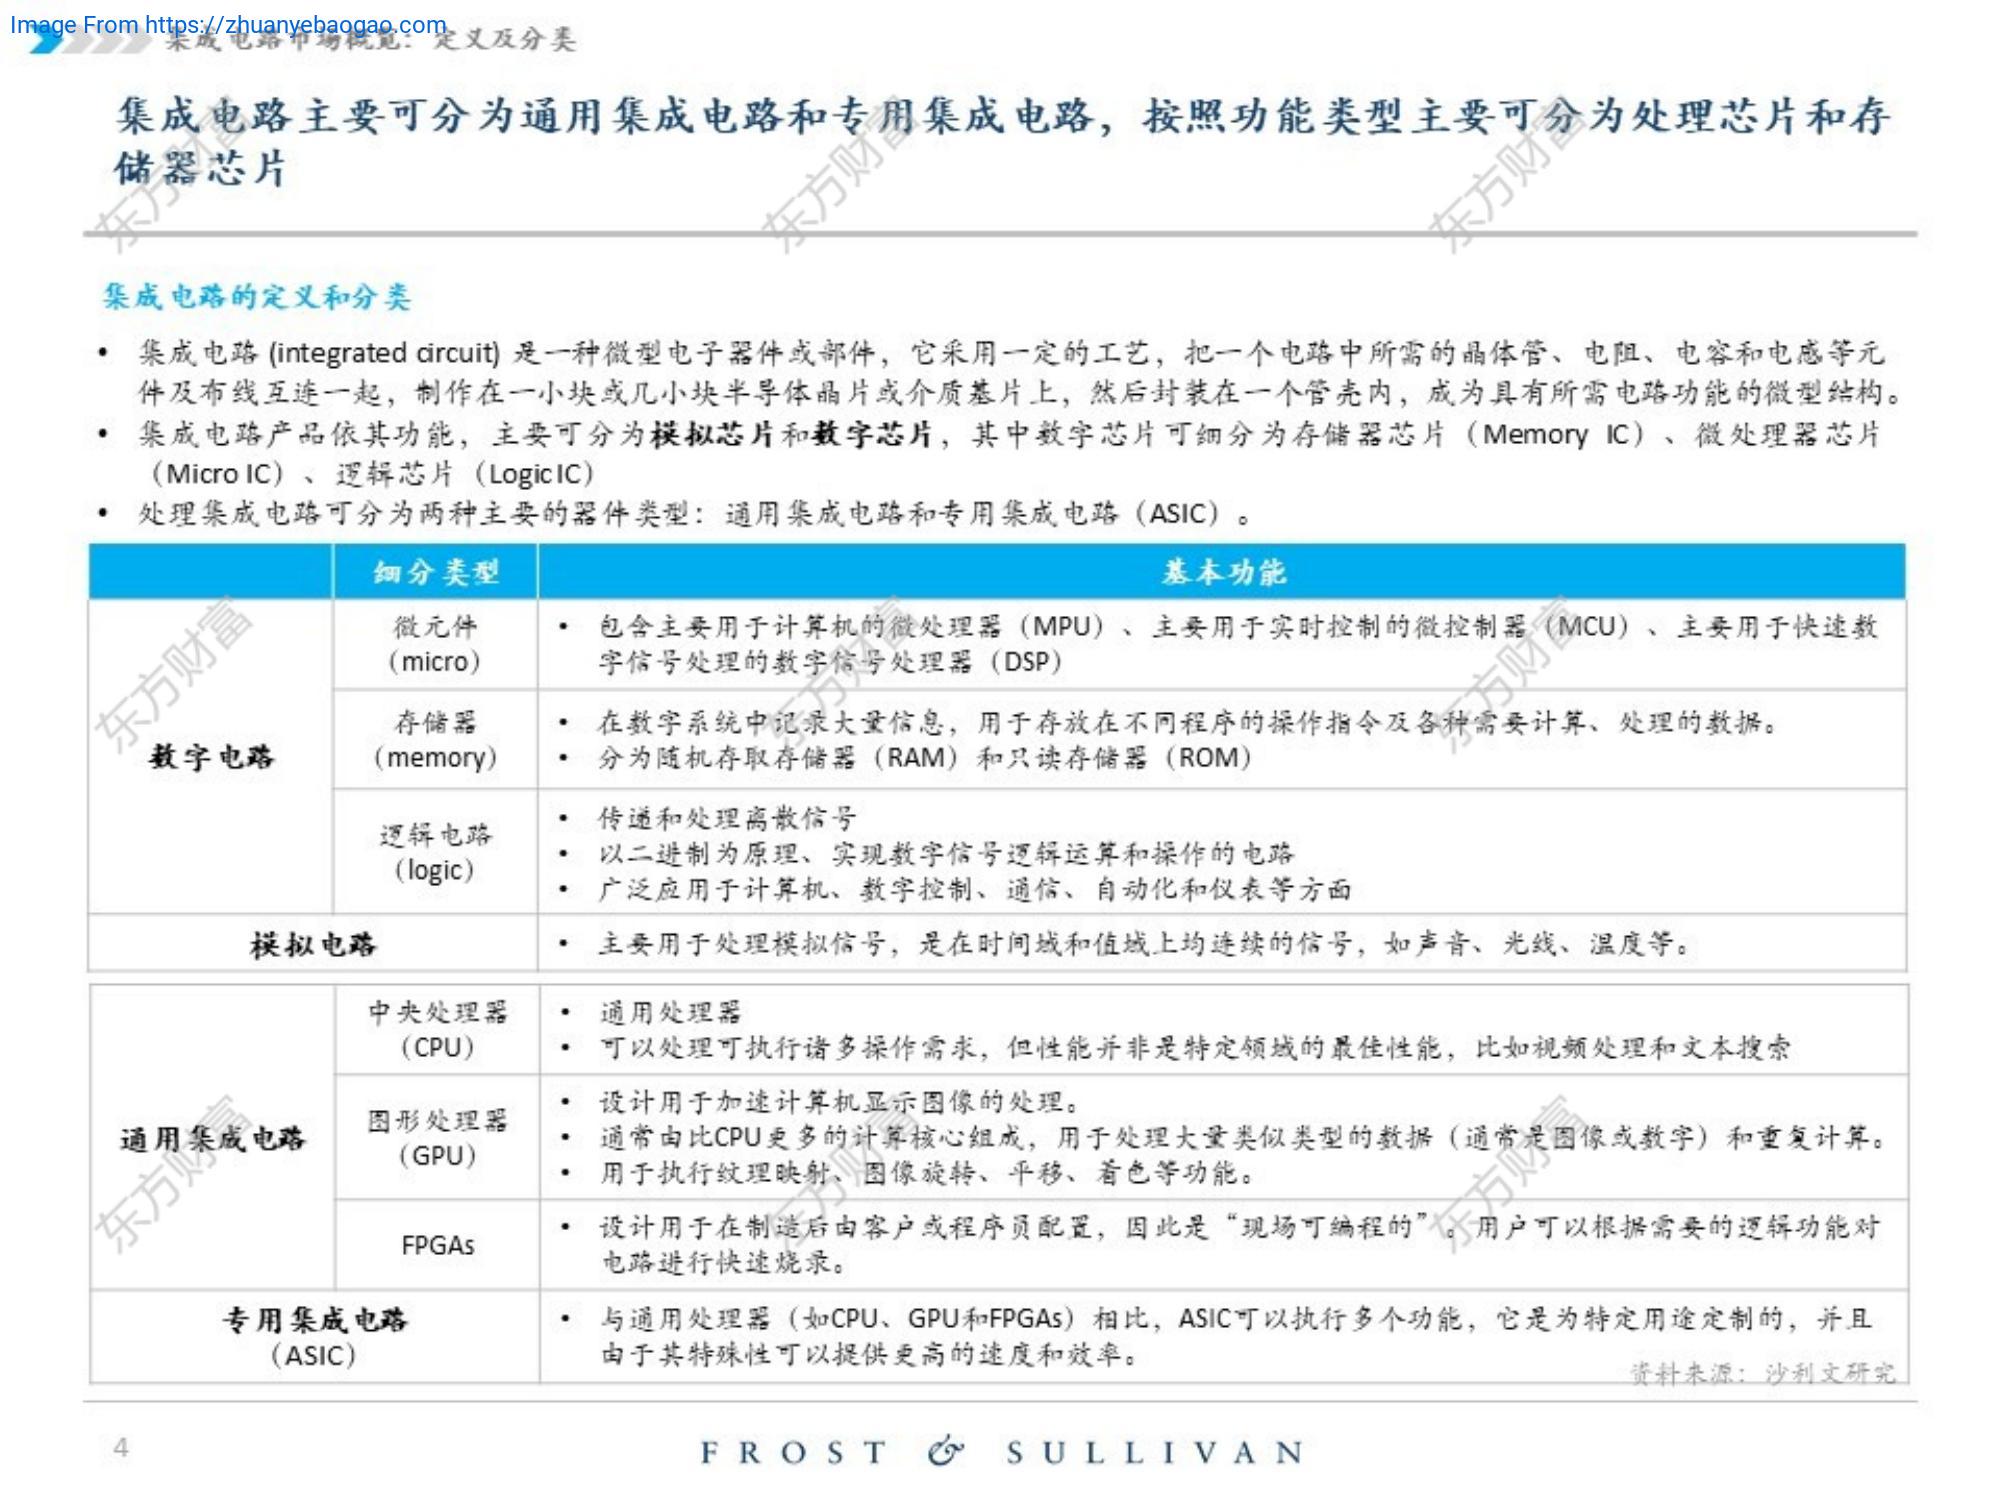 Image From https://zhuanyebaogao.com
集成电路市场概览：定义及分类
集成电路主要可分为通用集成电路和专用集成电路，按照功能类型主要可分为处理芯片和存
储器芯片
集成电路的定义和分类
• 集成电路 (integrated circuit) 是一种微型电子器件或部件，它采用一定的工艺，把一个电路中所需的晶体管、电阻、电容和电感等元
件及布线互连一起，制作在一小块或几小块半导体晶片或介质基片上，然后封装在一个管壳内，成为具有所需电路功能的微型结构。
• 集成电路产品依其功能，主要可分为模拟芯片和数字芯片，其中数字芯片可细分为存储器芯片（Memory IC）、微处理器芯片
（Micro IC）、逻辑芯片（Logic IC）
• 处理集成电路可分为两种主要的器件类型：通用集成电路和专用集成电路（ASIC）。
细分类型
基本功能
数字电路
微元件
（micro）
• 包含主要用于计算机的微处理器（MPU）、主要用于实时控制的微控制器（MCU）、主要用于快速数
字信号处理的数字信号处理器（DSP）
存储器
（memory）
• 在数字系统中记录大量信息，用于存放在不同程序的操作指令及各种需要计算、处理的数据。
• 分为随机存取存储器（RAM）和只读存储器（ROM）
逻辑电路
（logic）
• 传递和处理离散信号
• 以二进制为原理、实现数字信号逻辑运算和操作的电路
• 广泛应用于计算机、数字控制、通信、自动化和仪表等方面
模拟电路
• 主要用于处理模拟信号，是在时间域和值域上均连续的信号，如声音、光线、温度等。
通用集成电路
中央处理器
（CPU）
• 通用处理器
• 可以处理可执行诸多操作需求，但性能并非是特定领域的最佳性能，比如视频处理和文本搜索
图形处理器
（GPU）
• 设计用于加速计算机显示图像的处理。
• 通常由比CPU更多的计算核心组成，用于处理大量类似类型的数据（通常是图像或数字）和重复计算。
• 用于执行纹理映射、图像旋转、平移、着色等功能。
FPGAs
• 设计用于在制造后由客户或程序员配置，因此是“现场可编程的”。用户可以根据需要的逻辑功能对
电路进行快速烧录。
专用集成电路
（ASIC）
• 与通用处理器（如CPU、GPU和FPGAs）相比，ASIC可以执行多个功能，它是为特定用途定制的，并且
由于其特殊性可以提供更高的速度和效率。
资料来源：沙利文研究
4
FROST & SULLIVAN
东方财富
东方财富
东方财富
东方财富
东方财富
东方财富
东方财富
东方财富
东方财富